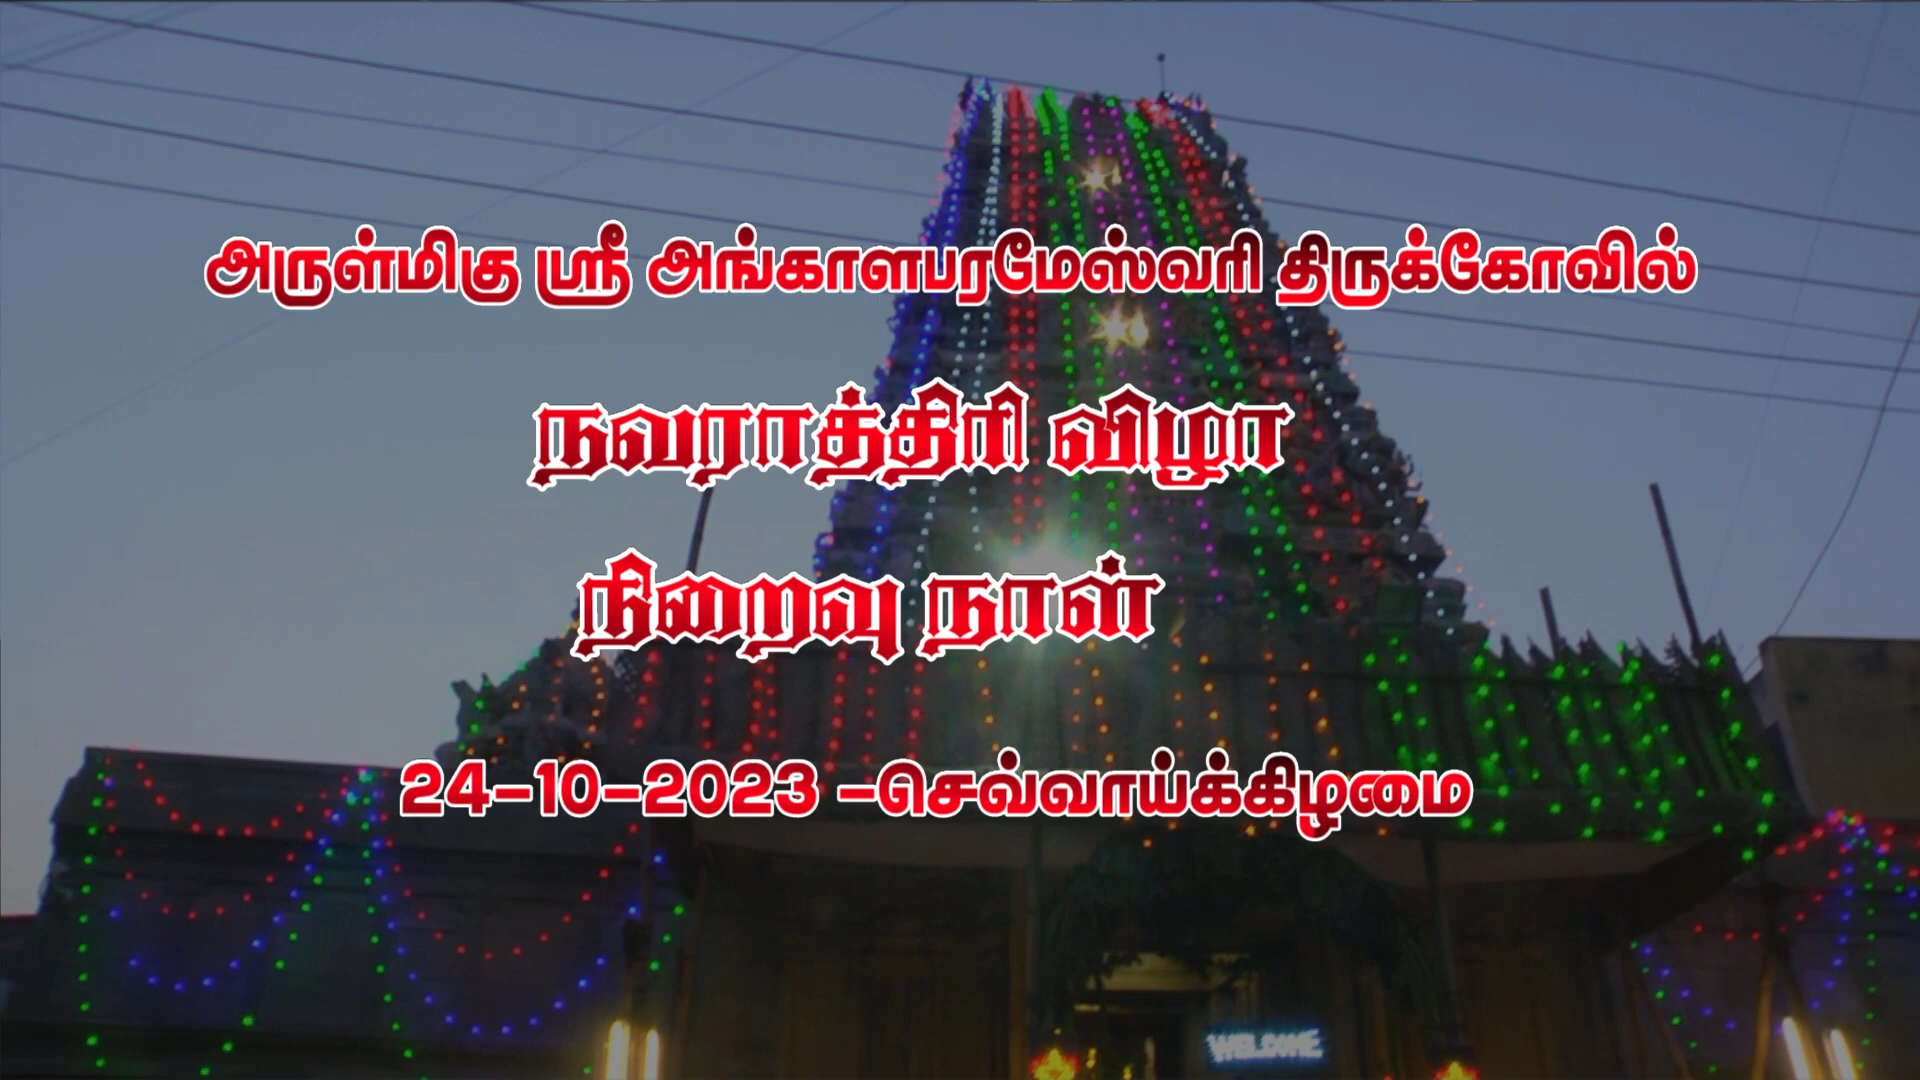 அருள்மிகு ஸ்ரீ அங்காளபரமேஸ்வரி திருக்கோவில்
நவராத்திரி விழா
நிறைவு நாள்
24-10-2023 -செவ்வாய்க்கிழமை
WELCOME